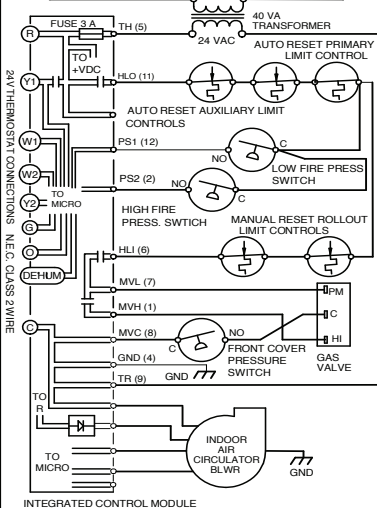 40 VA
TRANSFORMER
24 VAC
FUSE 3 A
TH (5)
R
TO
+VDC
AUTO RESET PRIMARY
LIMIT CONTROL
Y1
HLO (11)
AUTO RESET AUXILIARY LIMIT
CONTROLS
24 V THERMOSTAT CONNECTIONS N.E.C. CLASS 2 WIRE
W1
PS1 (12)
C
NO
LOW FIRE PRESS.
SWITCH
W2
PS2 (2)
NO
C
TO
MICRO
Y2
HIGH FIRE
PRESS. SWTICH
MANUAL RESET ROLLOUT
LIMIT CONTROLS
G
O
HLI (6)
DEHUM
MVL (7)
PM
MVH (1)
C
C
MVC (8)
NO
C
HI
FRONT COVER
PRESSURE
SWITCH
GAS
VALVE
GND (4)
GND
TR (9)
TO
R
INDOOR
AIR
CIRCULATOR
BLWR
TO
MICRO
GND
INTEGRATED CONTROL MODULE